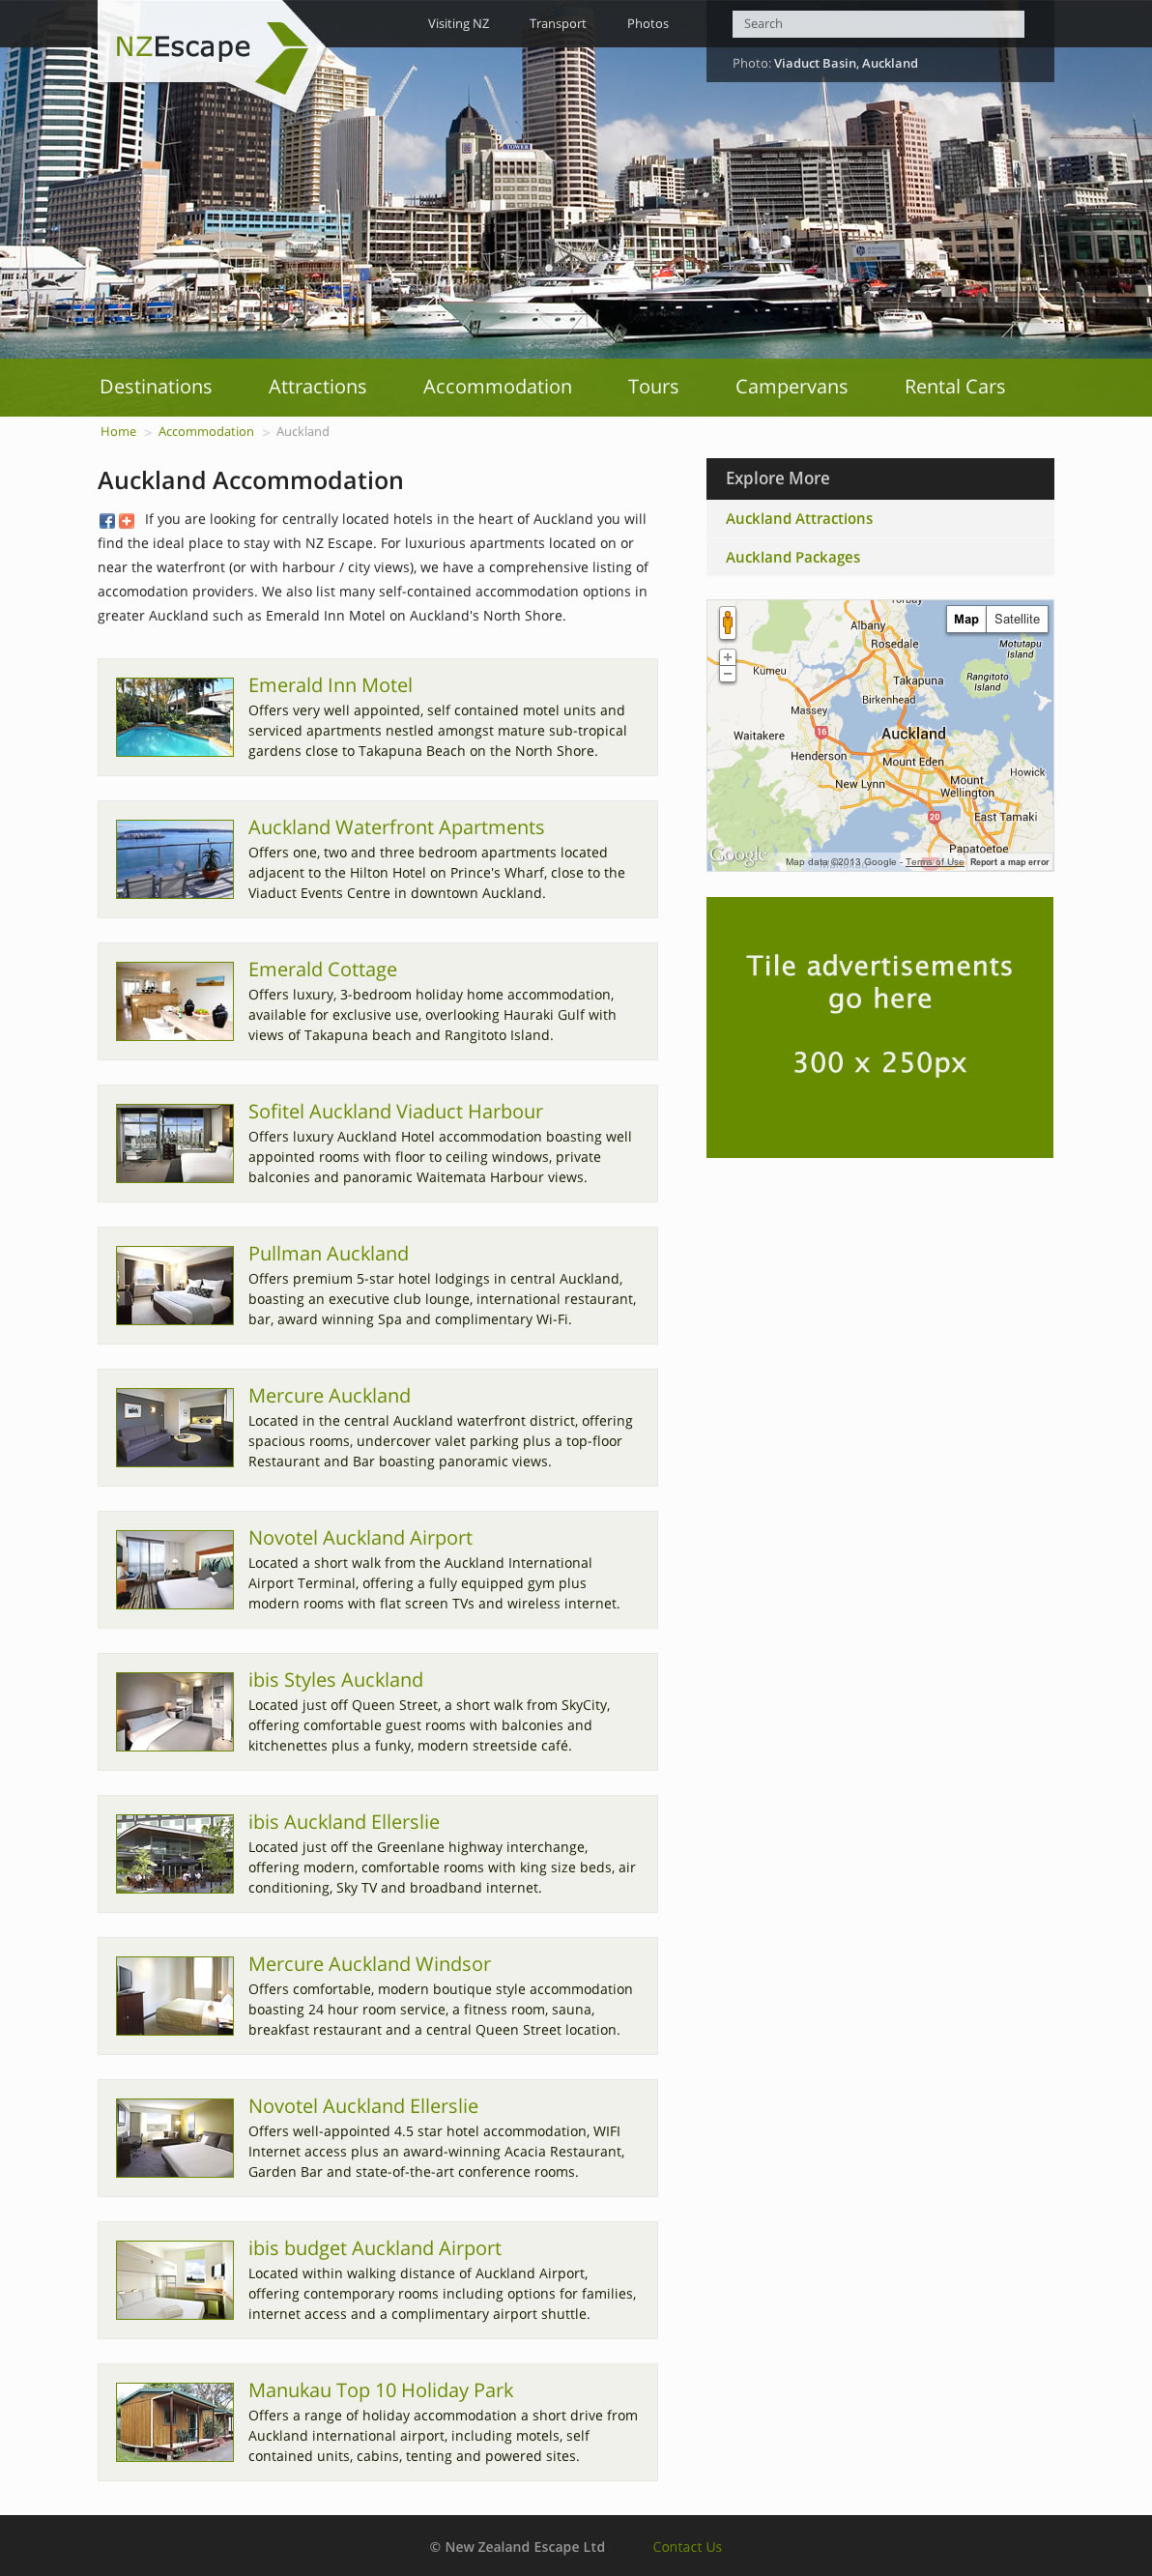 NZEscape
Visiting NZ
Transport
Photos
Search
Photo: Viaduct Basin, Auckland
TOWER
Destinations
Attractions
Accommodation
Tours
Campervans
Rental Cars
Home > Accommodation > Auckland
Auckland Accommodation
If you are looking for centrally located hotels in the heart of Auckland you will
find the ideal place to stay with NZ Escape. For luxurious apartments located on or
near the waterfront (or with harbour / city views), we have a comprehensive listing of
accomodation providers. We also list many self-contained accommodation options in
greater Auckland such as Emerald Inn Motel on Auckland's North Shore.
Emerald Inn Motel
Offers very well appointed, self contained motel units and
serviced apartments nestled amongst mature sub-tropical
gardens close to Takapuna Beach on the North Shore.
Auckland Waterfront Apartments
Offers one, two and three bedroom apartments located
adjacent to the Hilton Hotel on Prince's Wharf, close to the
Viaduct Events Centre in downtown Auckland.
Emerald Cottage
Offers luxury, 3-bedroom holiday home accommodation,
available for exclusive use, overlooking Hauraki Gulf with
views of Takapuna beach and Rangitoto Island.
Sofitel Auckland Viaduct Harbour
Offers luxury Auckland Hotel accommodation boasting well
appointed rooms with floor to ceiling windows, private
balconies and panoramic Waitemata Harbour views.
Pullman Auckland
Offers premium 5-star hotel lodgings in central Auckland,
boasting an executive club lounge, international restaurant,
bar, award winning Spa and complimentary Wi-Fi.
Mercure Auckland
Located in the central Auckland waterfront district, offering
spacious rooms, undercover valet parking plus a top-floor
Restaurant and Bar boasting panoramic views.
Novotel Auckland Airport
Located a short walk from the Auckland International
Airport Terminal, offering a fully equipped gym plus
modern rooms with flat screen TVs and wireless internet.
ibis Styles Auckland
Located just off Queen Street, a short walk from SkyCity,
offering comfortable guest rooms with balconies and
kitchenettes plus a funky, modern streetside café.
ibis Auckland Ellerslie
Located just off the Greenlane highway interchange,
offering modern, comfortable rooms with king size beds, air
conditioning, Sky TV and broadband internet.
Mercure Auckland Windsor
Offers comfortable, modern boutique style accommodation
boasting 24 hour room service, a fitness room, sauna,
breakfast restaurant and a central Queen Street location.
Novotel Auckland Ellerslie
Offers well-appointed 4.5 star hotel accommodation, WIFI
Internet access plus an award-winning Acacia Restaurant,
Garden Bar and state-of-the-art conference rooms.
ibis budget Auckland Airport
Located within walking distance of Auckland Airport,
offering contemporary rooms including options for families,
internet access and a complimentary airport shuttle.
Manukau Top 10 Holiday Park
Offers a range of holiday accommodation a short drive from
Auckland international airport, including motels, self
contained units, cabins, tenting and powered sites.
Explore More
Auckland Attractions
Auckland Packages
Map
Satellite
Torbay
Albany
Rosedale
Motutapu
Island
Kumeu
Takapuna
Rangitoto
Island
Birkenhead
Massey
16
Waitakere
Auckland
Henderson
Mount Eden
Howick
New Lynn
Mount
Wellington
20
East Tamaki
Papatoetoe
Google
Map data ©2013 Google - Terms of Use
Report a map error
Tile advertisements
go here
300 x 250px
© New Zealand Escape Ltd
Contact Us